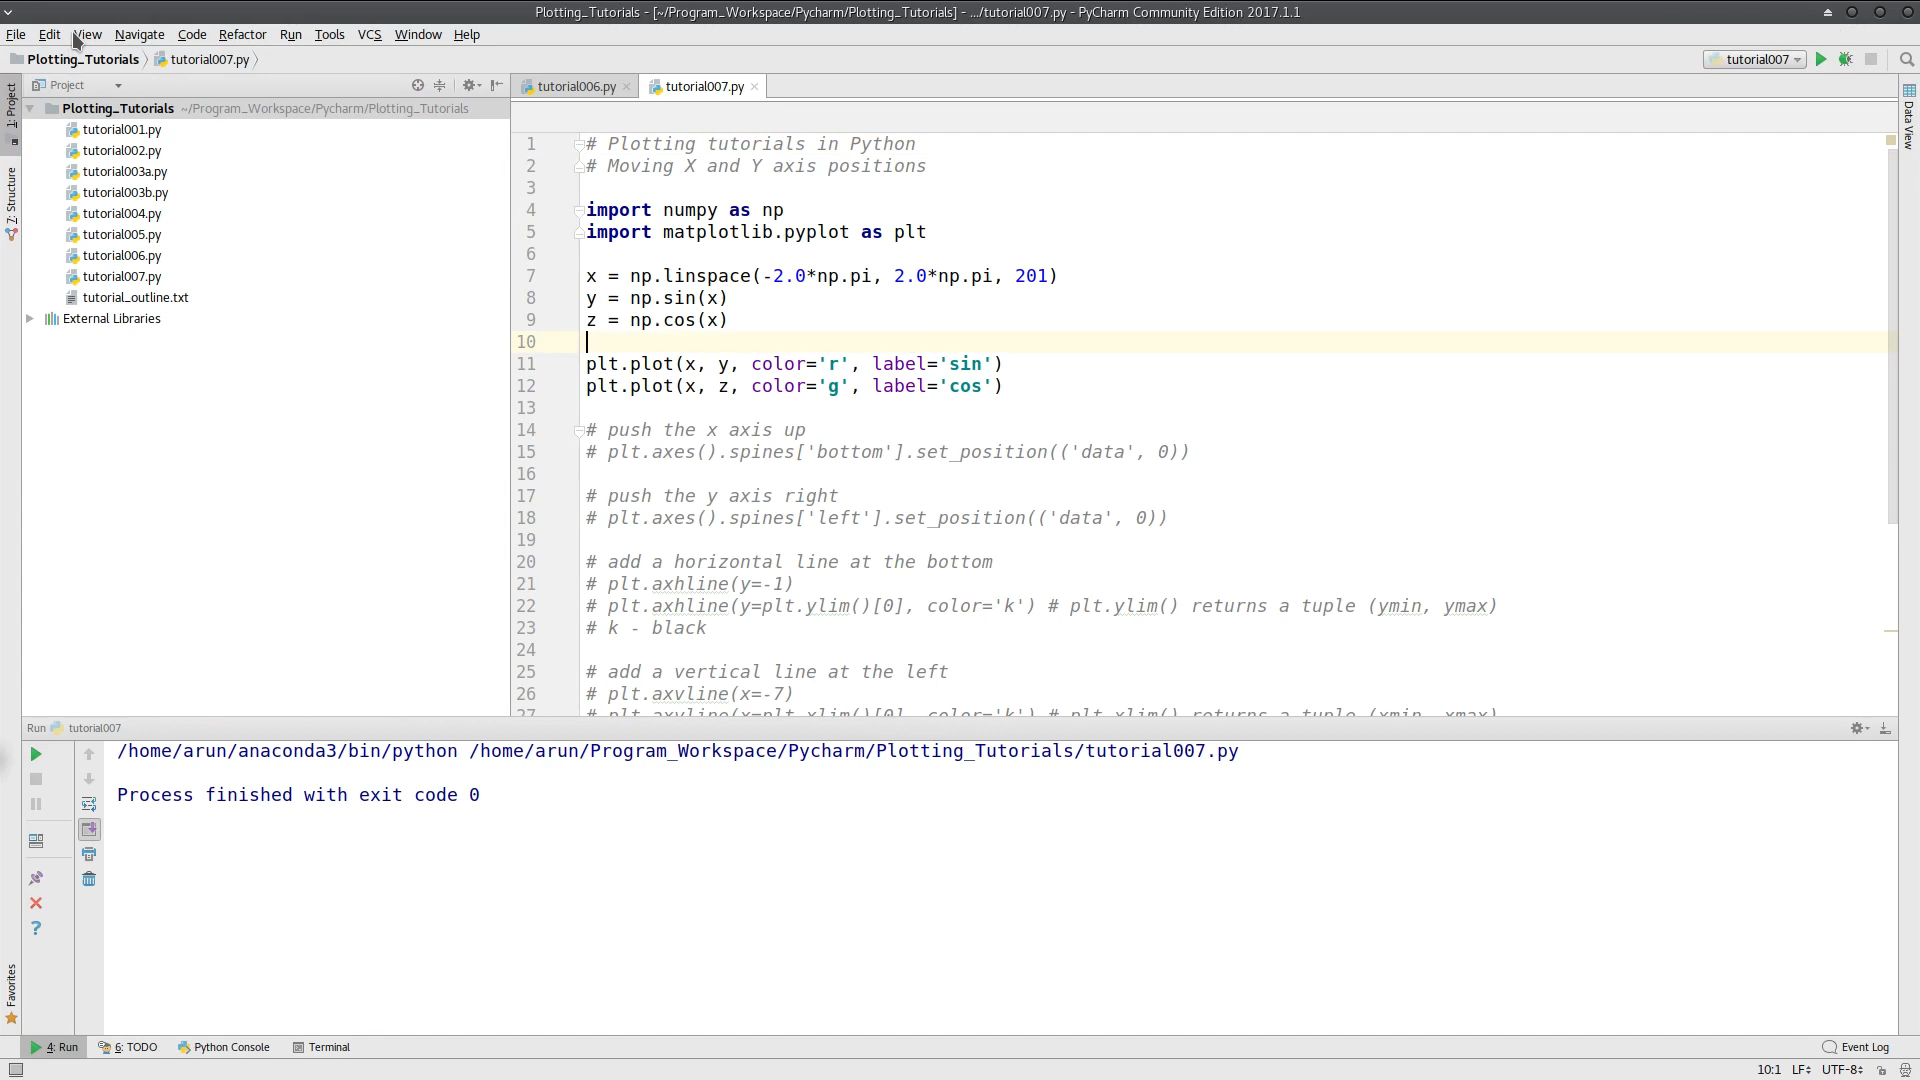 Plotting_Tutorials - [~/Program_Workspace/Pycharm/Plotting_Tutorials] - .../tutorial007.py - PyCharm Community Edition 2017.1.1
File Edit View Navigate Code Refactor Run Tools VCS Window Help
Plotting_Tutorials tutorial007.py
tutorial007
Project
tutorial006.py
tutorial007.py
1: Project
7: Structure
Favorites
Data View
Plotting_Tutorials ~/Program_Workspace/Pycharm/Plotting_Tutorials
tutorial001.py
tutorial002.py
tutorial003a.py
tutorial003b.py
tutorial004.py
tutorial005.py
tutorial006.py
tutorial007.py
tutorial_outline.txt
External Libraries
1 # Plotting tutorials in Python
2 # Moving X and Y axis positions
3
4 import numpy as np
5 import matplotlib.pyplot as plt
6
7 x = np.linspace(-2.0*np.pi, 2.0*np.pi, 201)
8 y = np.sin(x)
9 z = np.cos(x)
10
11 plt.plot(x, y, color='r', label='sin')
12 plt.plot(x, z, color='g', label='cos')
13
14 # push the x axis up
15 # plt.axes().spines['bottom'].set_position(('data', 0))
16
17 # push the y axis right
18 # plt.axes().spines['left'].set_position(('data', 0))
19
20 # add a horizontal line at the bottom
21 # plt.axhline(y=-1)
22 # plt.axhline(y=plt.ylim()[0], color='k') # plt.ylim() returns a tuple (ymin, ymax)
23 # k - black
24
25 # add a vertical line at the left
26 # plt.axvline(x=-7)
27 # plt.axvline(x=plt.xlim()[0], color='k') # plt.xlim() returns a tuple (xmin, xmax)
Run tutorial007
/home/arun/anaconda3/bin/python /home/arun/Program_Workspace/Pycharm/Plotting_Tutorials/tutorial007.py
Process finished with exit code 0
4: Run 6: TODO Python Console Terminal Event Log
10:1 LF UTF-8